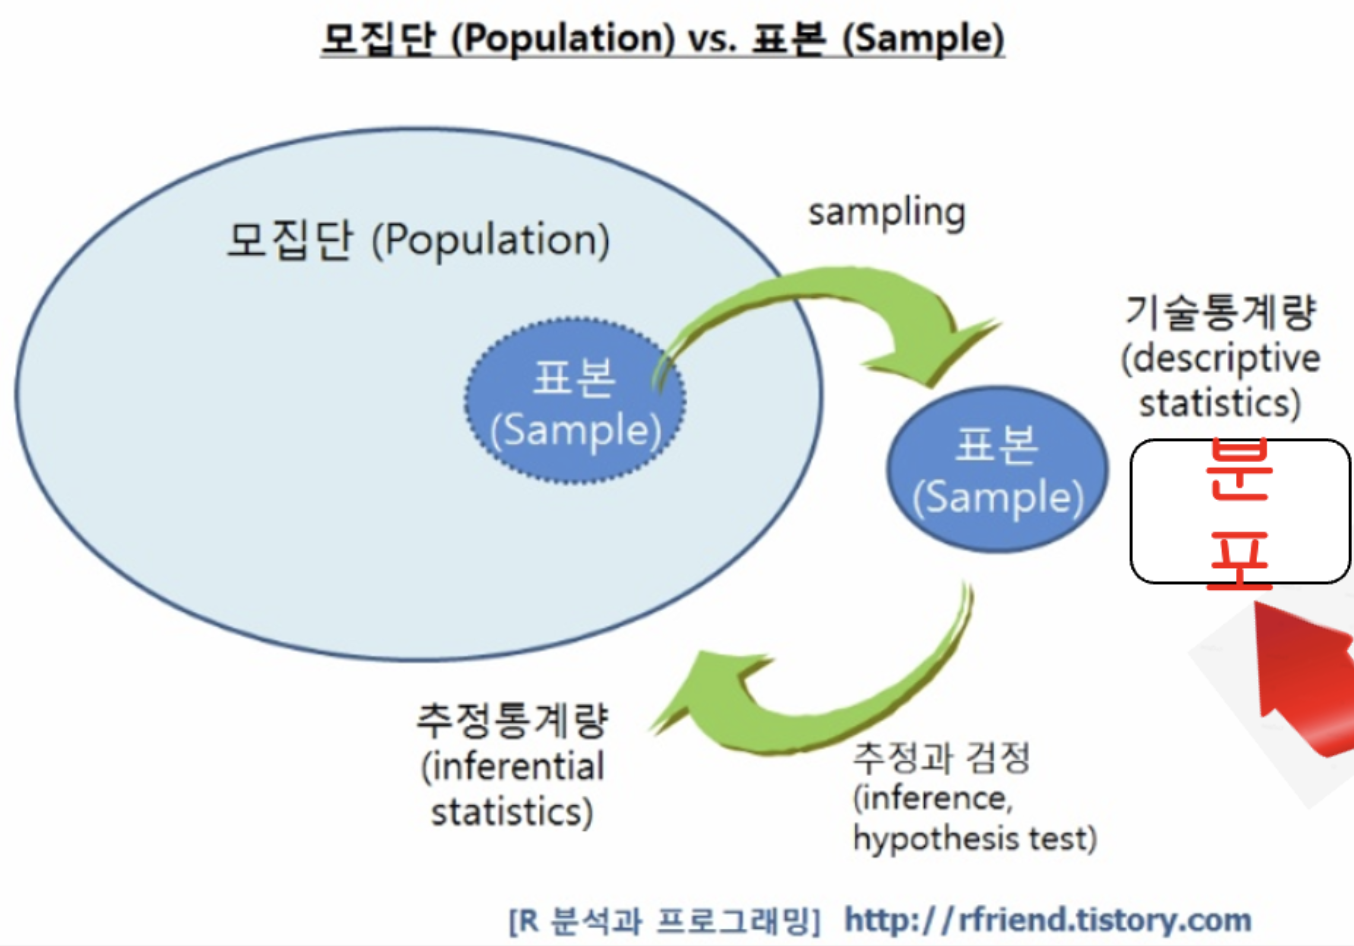 모집단 (Population) vs. 표본 (Sample)
모집단 (Population)
표본
(Sample)
sampling
표본
(Sample)
기술통계량
(descriptive
statistics)
분
포
추정통계량
(inferential
statistics)
추정과 검정
(inference,
hypothesis test)
[R 분석과 프로그래밍] http://rfriend.tistory.com